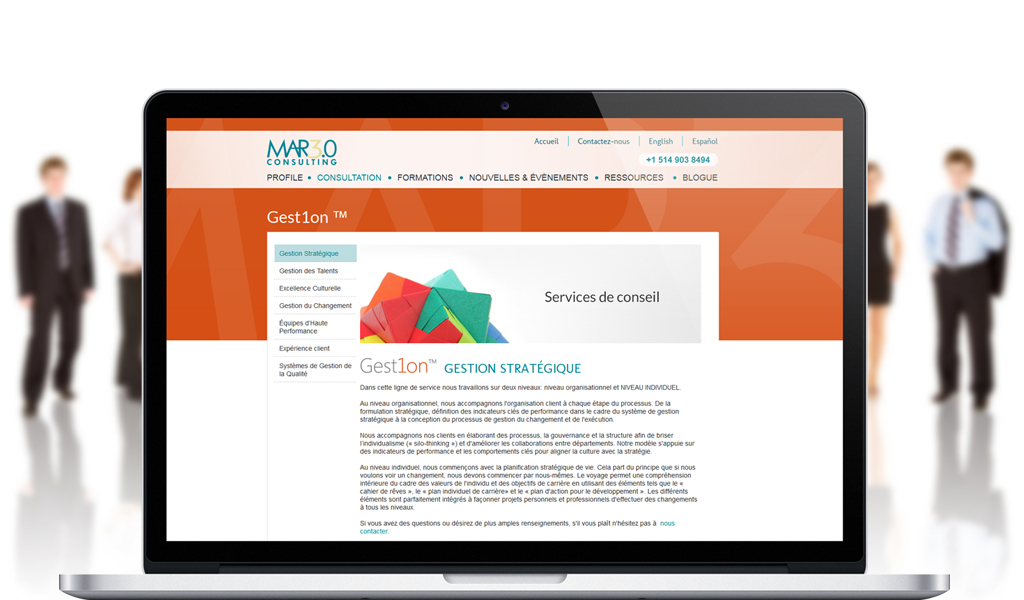 MAR3.0
CONSULTING
Accueil
Contactez-nous
English
Español
+1 514 903 8494
PROFILE • CONSULTATION • FORMATIONS • NOUVELLES & ÉVÈNEMENTS • RESSOURCES • BLOGUE
Gest1on ™
Gestion Stratégique
Gestion des Talents
Excellence Culturelle
Gestion du Changement
Équipes d'Haute
Performance
Expérience client
Systèmes de Gestion de
la Qualité
Services de conseil
Gest1on™ GESTION STRATÉGIQUE
Dans cette ligne de service nous travaillons sur deux niveaux: niveau organisationnel et NIVEAU INDIVIDUEL.
Au niveau organisationnel, nous accompagnons l'organisation client à chaque étape du processus. De la
formulation stratégique, définition des indicateurs clés de performance dans le cadre du système de gestion
stratégique à la conception du processus de gestion du changement et de l'exécution.
Nous accompagnons nos clients en élaborant des processus, la gouvernance et la structure afin de briser
l'individualisme (« silo-thinking ») et d'améliorer les collaborations entre départements. Notre modèle s'appuie sur
des indicateurs de performance et les comportements clés pour aligner la culture avec la stratégie.
Au niveau individuel, nous commençons avec la planification stratégique de vie. Cela part du principe que si nous
voulons voir un changement, nous devons commencer par nous-mêmes. Le voyage permet une compréhension
intérieure du cadre des valeurs de l'individu et des objectifs de carrière en utilisant des éléments tels que le «
cahier de rêves », le « plan individuel de carrière» et le « plan d'action pour le développement ». Les différents
éléments sont parfaitement intégrés à façonner projets personnels et professionnels d'effectuer des changements
à tous les niveaux.
Si vous avez des questions ou désirez de plus amples renseignements, s'il vous plaît n'hésitez pas à nous
contacter.